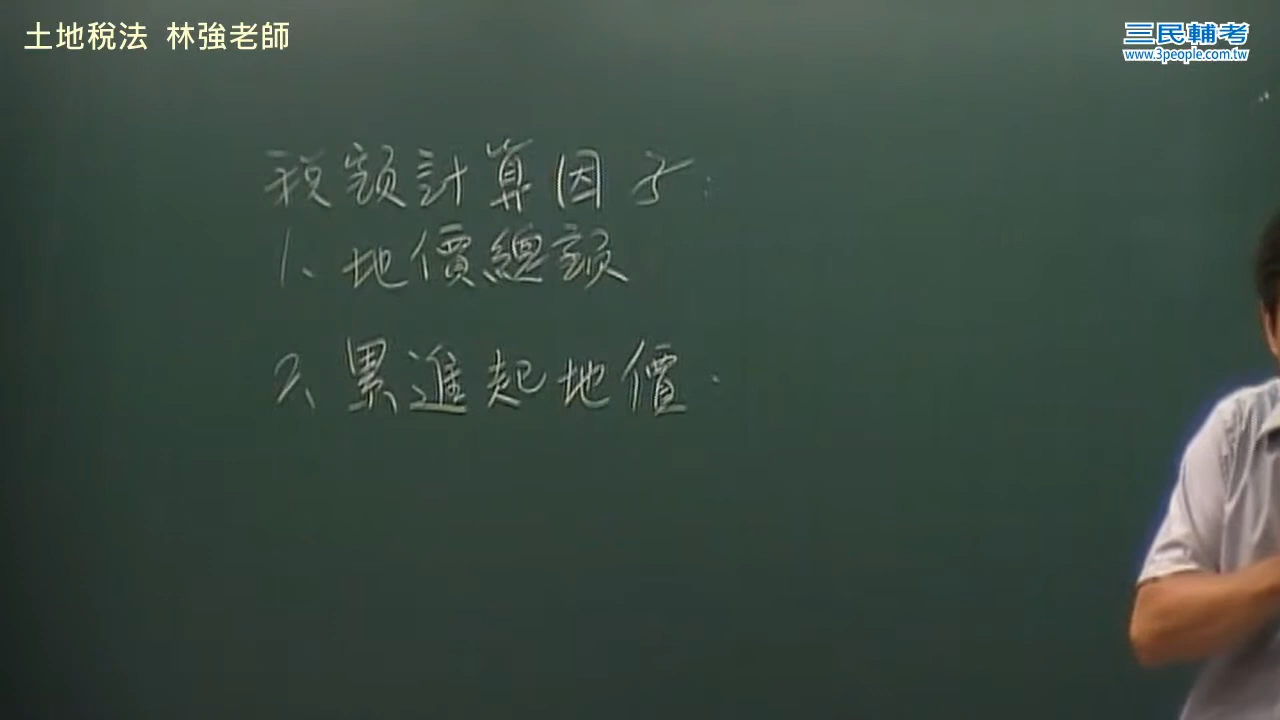 土地稅法 林強老師
三民輔考
www.3people.com.tw
稅額計算因子:
1、地價總額
2、累進起地價.